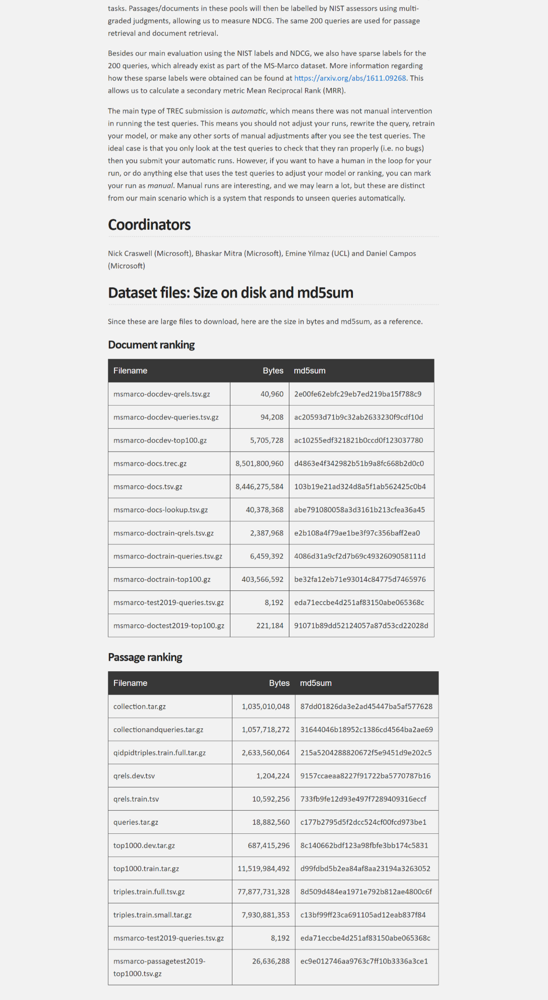 tasks. Passages/documents in these pools will then be labelled by NIST assessors using multi-
graded judgments, allowing us to measure NDCG. The same 200 queries are used for passage
retrieval and document retrieval.
Besides our main evaluation using the NIST labels and NDCG, we also have sparse labels for the
200 queries, which already exist as part of the MS-Marco dataset. More information regarding
how these sparse labels were obtained can be found at https://arxiv.org/abs/1611.09268. This
allows us to calculate a secondary metric Mean Reciprocal Rank (MRR).
The main type of TREC submission is automatic, which means there was not manual intervention
in running the test queries. This means you should not adjust your runs, rewrite the query, retrain
your model, or make any other sorts of manual adjustments after you see the test queries. The
ideal case is that you only look at the test queries to check that they ran properly (i.e. no bugs)
then you submit your automatic runs. However, if you want to have a human in the loop for your
run, or do anything else that uses the test queries to adjust your model or ranking, you can mark
your run as manual. Manual runs are interesting, and we may learn a lot, but these are distinct
from our main scenario which is a system that responds to unseen queries automatically.
Coordinators
Nick Craswell (Microsoft), Bhaskar Mitra (Microsoft), Emine Yilmaz (UCL) and Daniel Campos
(Microsoft)
Dataset files: Size on disk and md5sum
Since these are large files to download, here are the size in bytes and md5sum, as a reference.
Document ranking
Filename Bytes md5sum
msmarco-docdev-qrels.tsv.gz 40,960 2e00fe62ebfc29eb7ed219ba15f788c9
msmarco-docdev-queries.tsv.gz 94,208 ac20593d71b9c32ab2633230f9cdf10d
msmarco-docdev-top100.gz 5,705,728 ac10255edf321821b0ccd0f123037780
msmarco-docs.trec.gz 8,501,800,960 d4863e4f342982b51b9a8fc668b2d0c0
msmarco-docs.tsv.gz 8,446,275,584 103b19e21ad324d8a5f1ab562425c0b4
msmarco-docs-lookup.tsv.gz 40,378,368 abe791080058a3d3161b213cfea36a45
msmarco-doctrain-qrels.tsv.gz 2,387,968 e2b108a4f79ae1be3f97c356baff2ea0
msmarco-doctrain-queries.tsv.gz 6,459,392 4086d31a9cf2d7b69c4932609058111d
msmarco-doctrain-top100.gz 403,566,592 be32fa12eb71e93014c84775d7465976
msmarco-test2019-queries.tsv.gz 8,192 eda71eccbe4d251af83150abe065368c
msmarco-doctest2019-top100.gz 221,184 91071b89dd52124057a87d53cd22028d
Passage ranking
Filename Bytes md5sum
collection.tar.gz 1,035,010,048 87dd01826da3e2ad45447ba5af577628
collectionandqueries.tar.gz 1,057,718,272 31644046b18952c1386cd4564ba2ae69
qidpidtriples.train.full.tar.gz 2,633,560,064 215a5204288820672f5e9451d9e202c5
qrels.dev.tsv 1,204,224 9157ccaeaa8227f91722ba5770787b16
qrels.train.tsv 10,592,256 733fb9fe12d93e497f7289409316eccf
queries.tar.gz 18,882,560 c177b2795d5f2dcc524cf00fcd973be1
top1000.dev.tar.gz 687,415,296 8c140662bdf123a98fbfe3bb174c5831
top1000.train.tar.gz 11,519,984,492 d99fdbd5b2ea84af8aa23194a3263052
triples.train.full.tsv.gz 77,877,731,328 8d509d484ea1971e792b812ae4800c6f
triples.train.small.tar.gz 7,930,881,353 c13bf99ff23ca691105ad12eab837f84
msmarco-test2019-queries.tsv.gz 8,192 eda71eccbe4d251af83150abe065368c
msmarco-passagetest2019- 26,636,288 ec9e012746aa9763c7ff10b3336a3ce1
top1000.tsv.gz